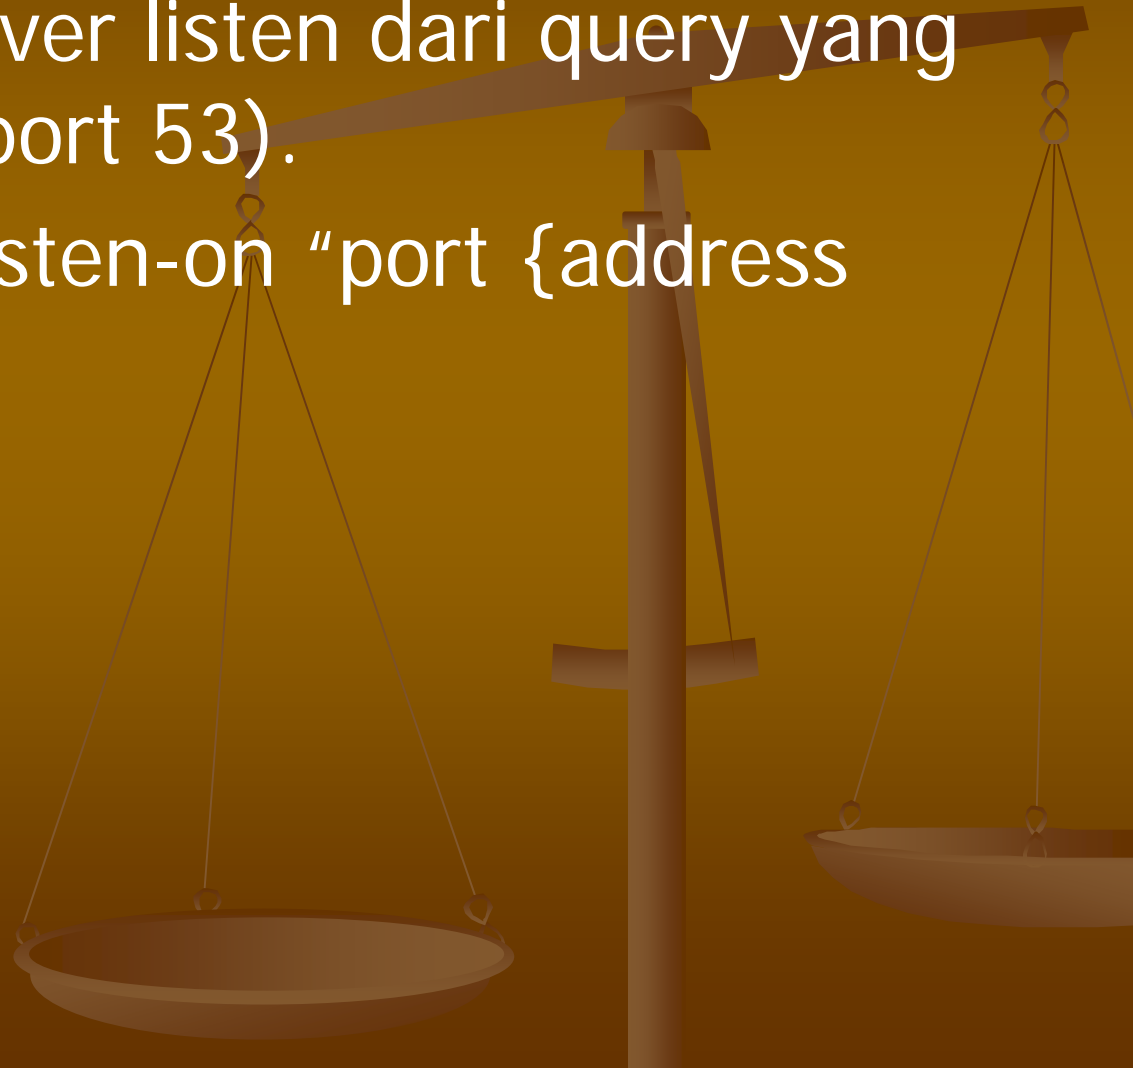 ver listen dari query yang
port 53).
sten-on “port {address